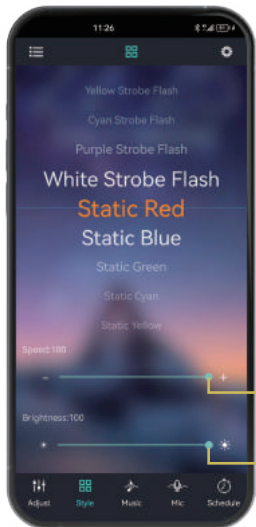 11:26
Yellow Strobe Flash
Cyan Strobe Flash
Purple Strobe Flash
White Strobe Flash
Static Red
Static Blue
Static Green
Static Cyan
Static Yellow
Speed:100
- +
Brightness:100
Adjust Style Music Mic Schedule